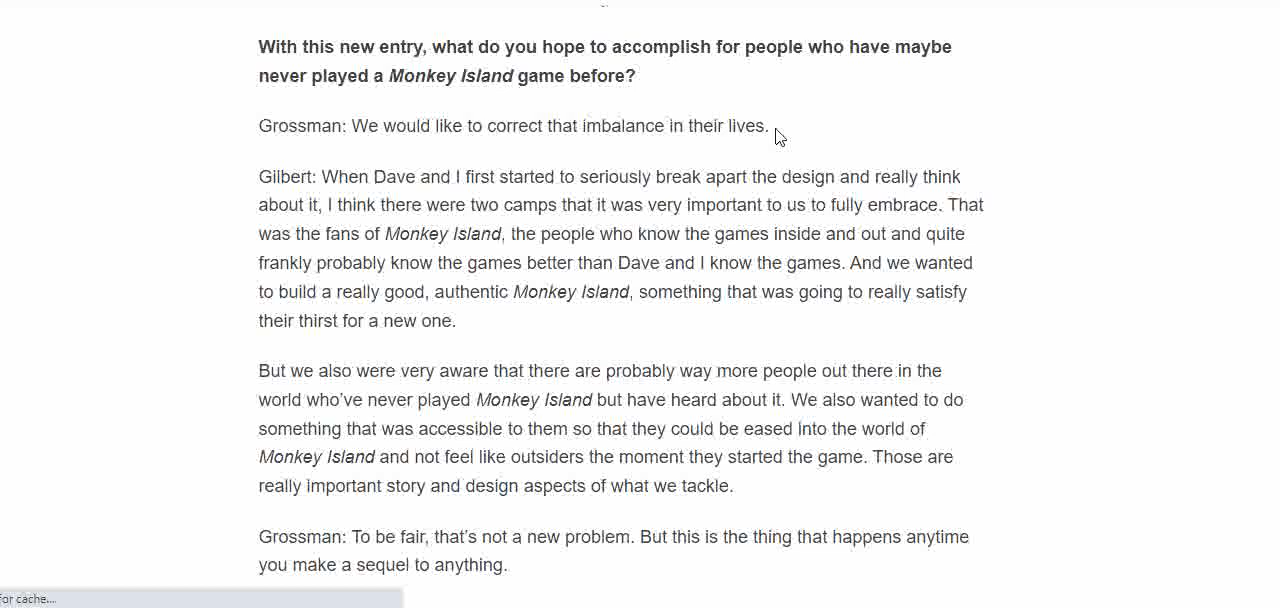 With this new entry, what do you hope to accomplish for people who have maybe
never played a Monkey Island game before?
Grossman: We would like to correct that imbalance in their lives.
Gilbert: When Dave and I first started to seriously break apart the design and really think
about it, I think there were two camps that it was very important to us to fully embrace. That
was the fans of Monkey Island, the people who know the games inside and out and quite
frankly probably know the games better than Dave and I know the games. And we wanted
to build a really good, authentic Monkey Island, something that was going to really satisfy
their thirst for a new one.
But we also were very aware that there are probably way more people out there in the
world who've never played Monkey Island but have heard about it. We also wanted to do
something that was accessible to them so that they could be eased into the world of
Monkey Island and not feel like outsiders the moment they started the game. Those are
really important story and design aspects of what we tackle.
Grossman: To be fair, that's not a new problem. But this is the thing that happens anytime
you make a sequel to anything.
for cache...